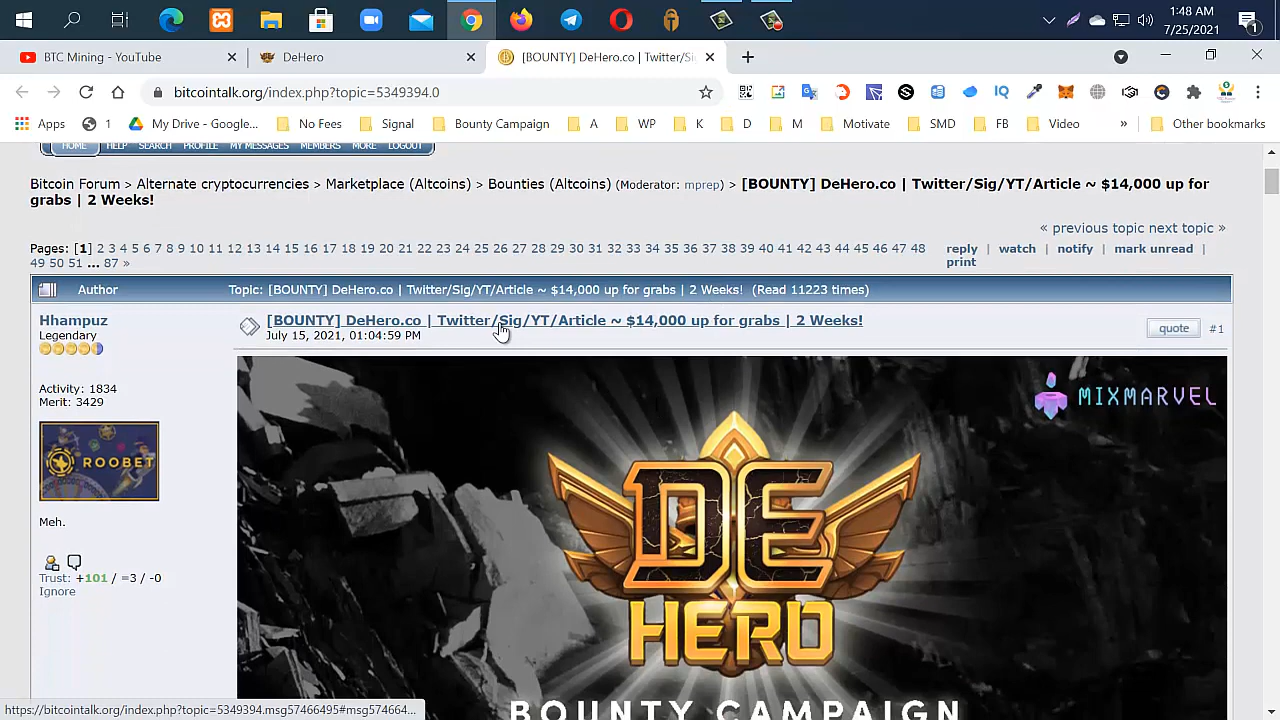 1:48 AM
7/25/2021
1
BTC Mining - YouTube
DeHero
[BOUNTY] DeHero.co | Twitter/Si
bitcointalk.org/index.php?topic=5349394.0
IQ
Apps
1
My Drive - Google...
No Fees
Signal
Bounty Campaign
A
WP
K
D
M
Motivate
SMD
FB
Video
»
Other bookmarks
HOME HELP SEARCH PROFILE MY MESSAGES MEMBERS MORE LOGOUT
Bitcoin Forum > Alternate cryptocurrencies > Marketplace (Altcoins) > Bounties (Altcoins) (Moderator: mprep) > [BOUNTY] DeHero.co | Twitter/Sig/YT/Article ~ $14,000 up for
grabs | 2 Weeks!
« previous topic next topic »
Pages: [1] 2 3 4 5 6 7 8 9 10 11 12 13 14 15 16 17 18 19 20 21 22 23 24 25 26 27 28 29 30 31 32 33 34 35 36 37 38 39 40 41 42 43 44 45 46 47 48
49 50 51 ... 87 »
reply | watch | notify | mark unread |
print
Author
Topic: [BOUNTY] DeHero.co | Twitter/Sig/YT/Article ~ $14,000 up for grabs | 2 Weeks! (Read 11223 times)
Hhampuz
Legendary
Activity: 1834
Merit: 3429
ROOBET
Meh.
Trust: +101 / =3 / -0
Ignore
[BOUNTY] DeHero.co | Twitter/Sig/YT/Article ~ $14,000 up for grabs | 2 Weeks!
July 15, 2021, 01:04:59 PM
quote
#1
MIXMARVEL
DE
HERO
BOUNTY CAMPAIGN
https://bitcointalk.org/index.php?topic=5349394.msg57466495#msg574664...